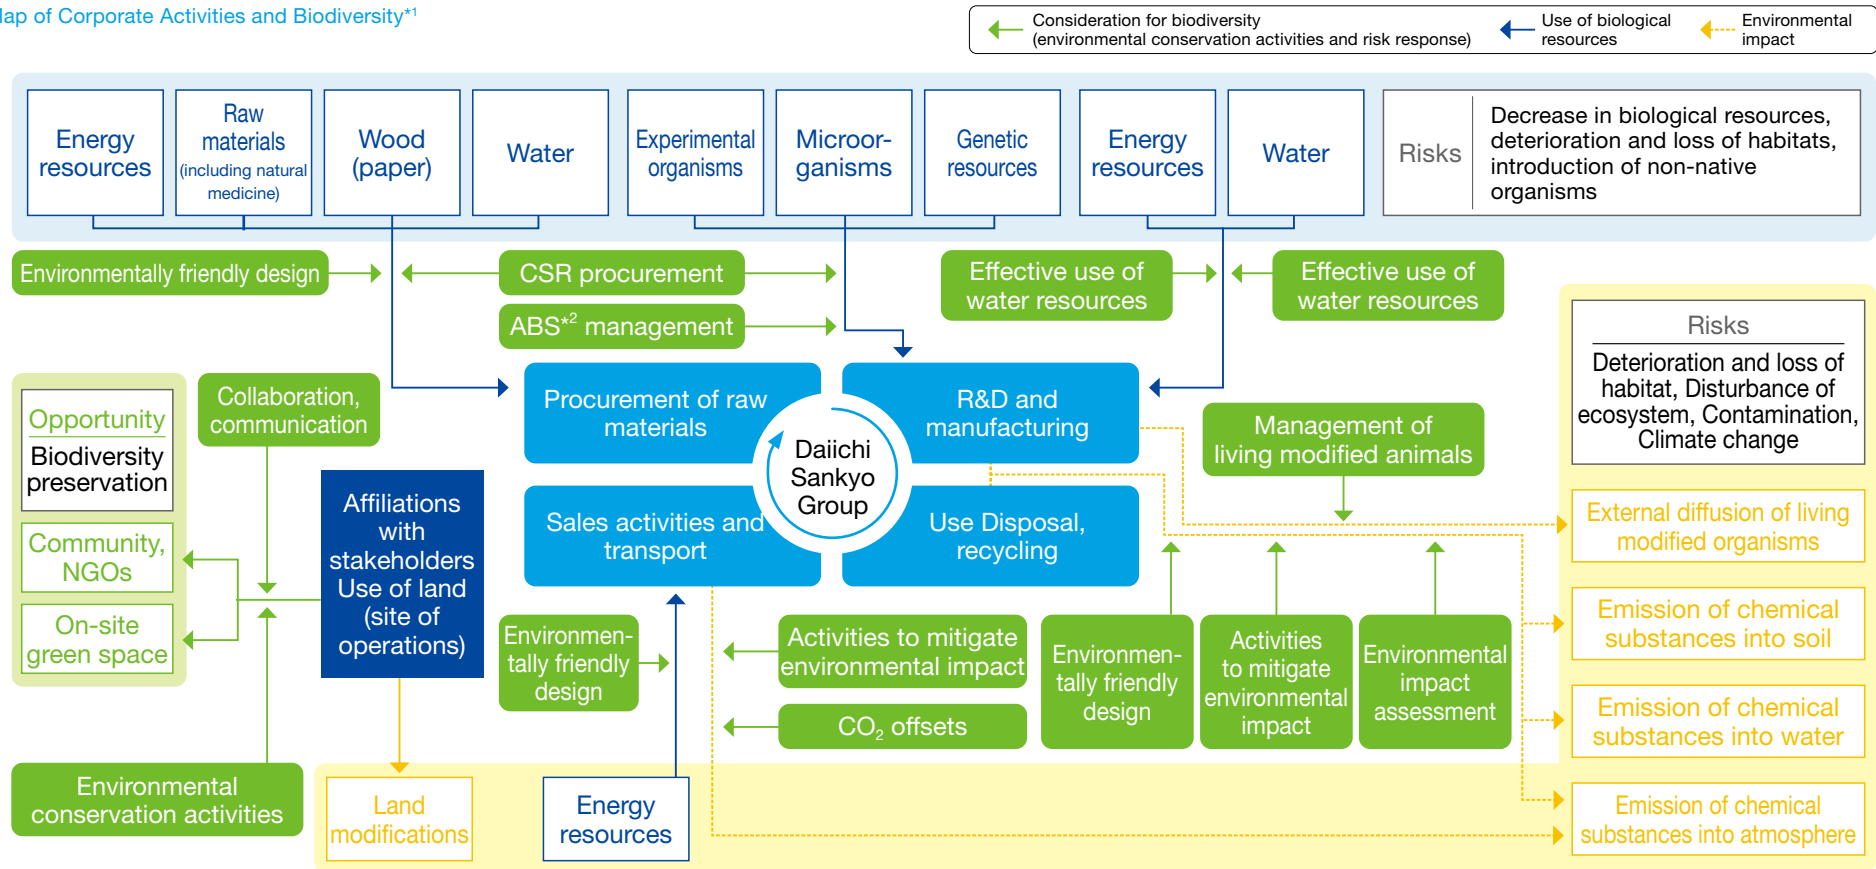 Map of Corporate Activities and Biodiversity*1
Consideration for biodiversity
(environmental conservation activities and risk response)
Use of biological
resources
Environmental
impact
Energy
resources
Raw
materials
(including natural
medicine)
Wood
(paper)
Water
Experimental
organisms
Microor-
ganisms
Genetic
resources
Energy
resources
Water
Risks
Decrease in biological resources,
deterioration and loss of habitats,
introduction of non-native
organisms
Environmentally friendly design
CSR procurement
ABS*2 management
Effective use of
water resources
Effective use of
water resources
Risks
Deterioration and loss of
habitat, Disturbance of
ecosystem, Contamination,
Climate change
Opportunity
Biodiversity
preservation
Collaboration,
communication
Procurement of raw
materials
R&D and
manufacturing
Daiichi
Sankyo
Group
Sales activities and
transport
Use Disposal,
recycling
Management of
living modified animals
Affiliations
with
stakeholders
Use of land
(site of
operations)
Community,
NGOs
On-site
green space
External diffusion of living
modified organisms
Emission of chemical
substances into soil
Emission of chemical
substances into water
Emission of chemical
substances into atmosphere
Environmen-
tally friendly
design
Activities to mitigate
environmental impact
CO2 offsets
Environmen-
tally friendly
design
Activities
to mitigate
environmental
impact
Environmental
impact
assessment
Environmental
conservation activities
Land
modifications
Energy
resources